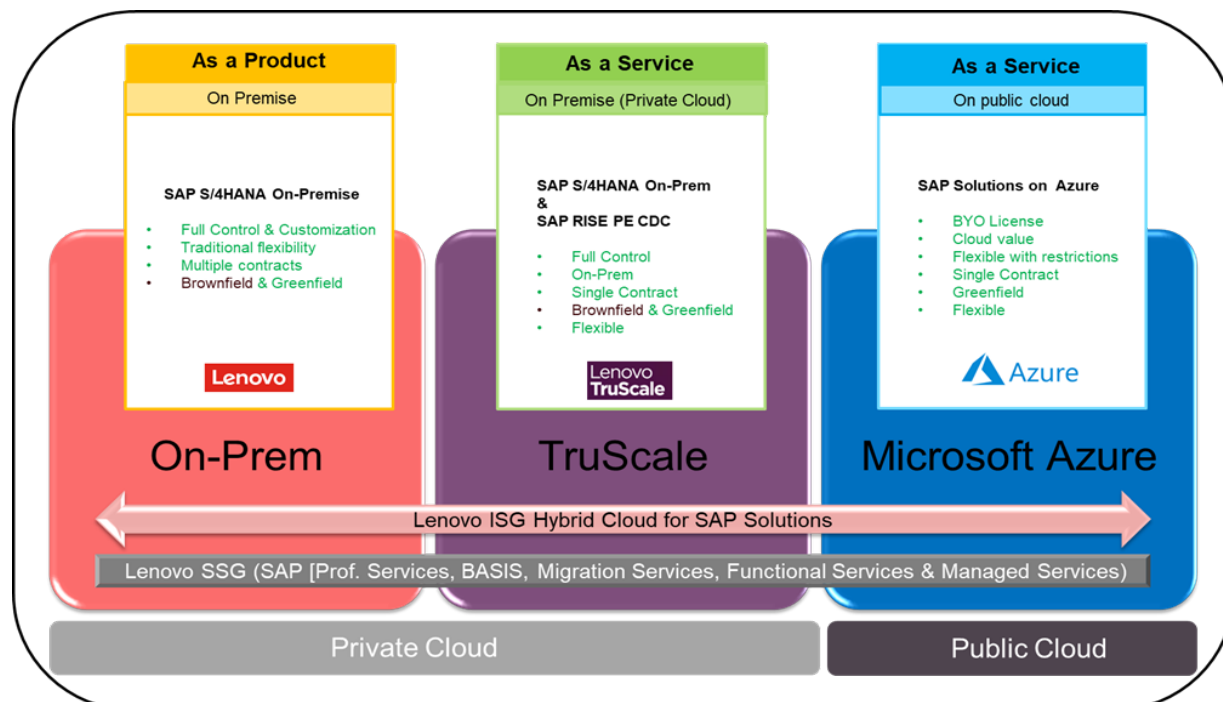 As a Product
On Premise
SAP S/4HANA On-Premise
• Full Control & Customization
• Traditional flexibility
• Multiple contracts
• Brownfield & Greenfield
Lenovo
On-Prem
As a Service
On Premise (Private Cloud)
SAP S/4HANA On-Prem
&
SAP RISE PE CDC
• Full Control
• On-Prem
• Single Contract
• Brownfield & Greenfield
• Flexible
Lenovo
TruScale
TruScale
As a Service
On public cloud
SAP Solutions on Azure
• BYO License
• Cloud value
• Flexible with restrictions
• Single Contract
• Greenfield
• Flexible
Azure
Microsoft Azure
Lenovo ISG Hybrid Cloud for SAP Solutions
Lenovo SSG (SAP [Prof. Services, BASIS, Migration Services, Functional Services & Managed Services)
Private Cloud
Public Cloud